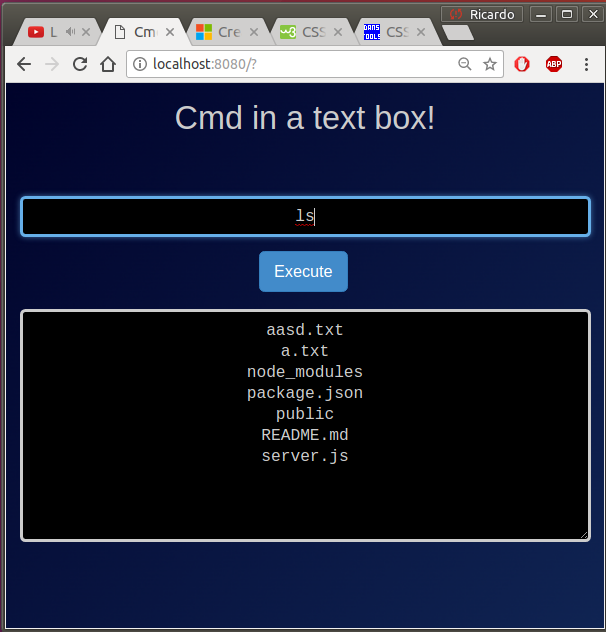 Ricardo
L
Cm
Cre
CSS
CSS
localhost:8080/?
ABP
Cmd in a text box!
ls
Execute
aasd.txt
a.txt
node_modules
package.json
public
README.md
server.js